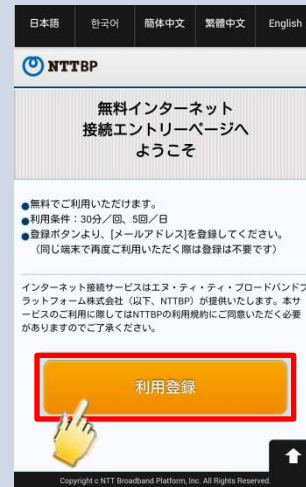 日本語 한국어 簡体中文 繁體中文 English
NTTBP
無料インターネット
接続エントリーページへ
ようこそ
●無料でご利用いただけます。
●利用条件：30分／回、5回／日
●登録ボタンより、[メールアドレス]を登録してください。
（同じ端末で再度ご利用いただく際は登録は不要です）
インターネット接続サービスはエヌ・ティ・ティ・ブロードバンドプ
ラットフォーム株式会社（以下、NTTBP）が提供いたします。本サ
ービスのご利用に際してはNTTBPの利用規約にご同意いただく必要
がありますのでご了承ください。
利用登録
Copyright c NTT Broadband Platform, Inc. All Rights Reserved.